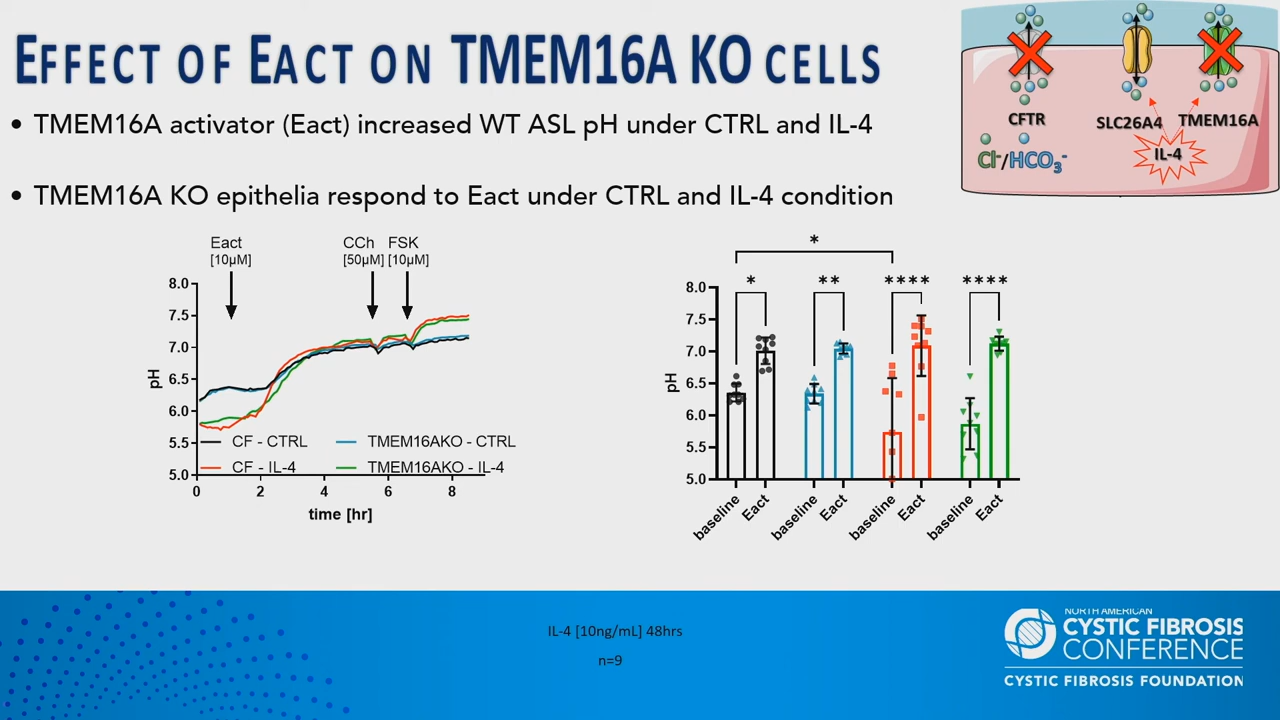 EFFECT OF EACT ON TMEM16A KO CELLS
• TMEM16A activator (Eact) increased WT ASL pH under CTRL and IL-4
• TMEM16A KO epithelia respond to Eact under CTRL and IL-4 condition
CFTR
SLC26A4
TMEM16A
IL-4
Cl⁻/HCO₃⁻
Eact
[10µM]
CCh
[50µM]
FSK
[10µM]
pH
8.0
7.5
7.0
6.5
6.0
5.5
5.0
CF - CTRL
TMEM16AKO - CTRL
CF - IL-4
TMEM16AKO - IL-4
0 2 4 6 8
time [hr]
*
* ** **** ****
pH
8.0
7.5
7.0
6.5
6.0
5.5
5.0
baseline Eact baseline Eact baseline Eact baseline Eact
IL-4 [10ng/mL] 48hrs
n=9
NORTH AMERICAN
CYSTIC FIBROSIS
CONFERENCE
CYSTIC FIBROSIS FOUNDATION